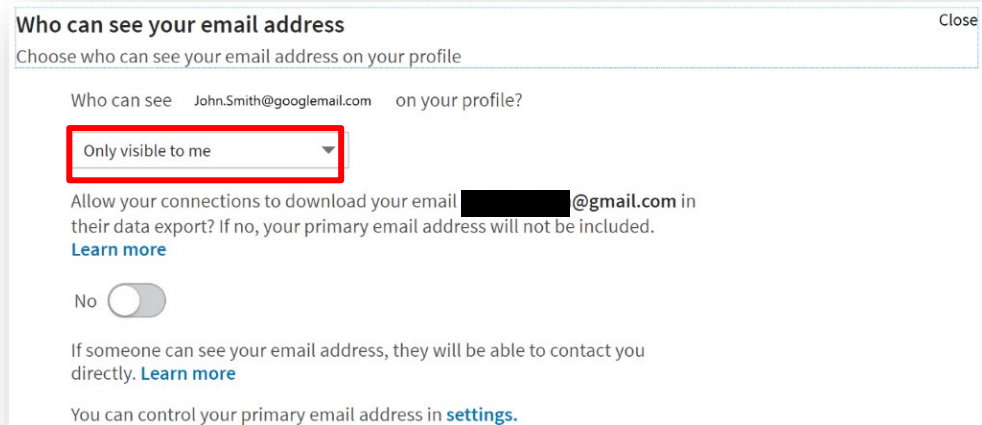 Who can see your email address
Close
Choose who can see your email address on your profile
Who can see John.Smith@googlemail.com on your profile?
Only visible to me
Allow your connections to download your email @gmail.com in
their data export? If no, your primary email address will not be included.
Learn more
No
If someone can see your email address, they will be able to contact you
directly. Learn more
You can control your primary email address in settings.